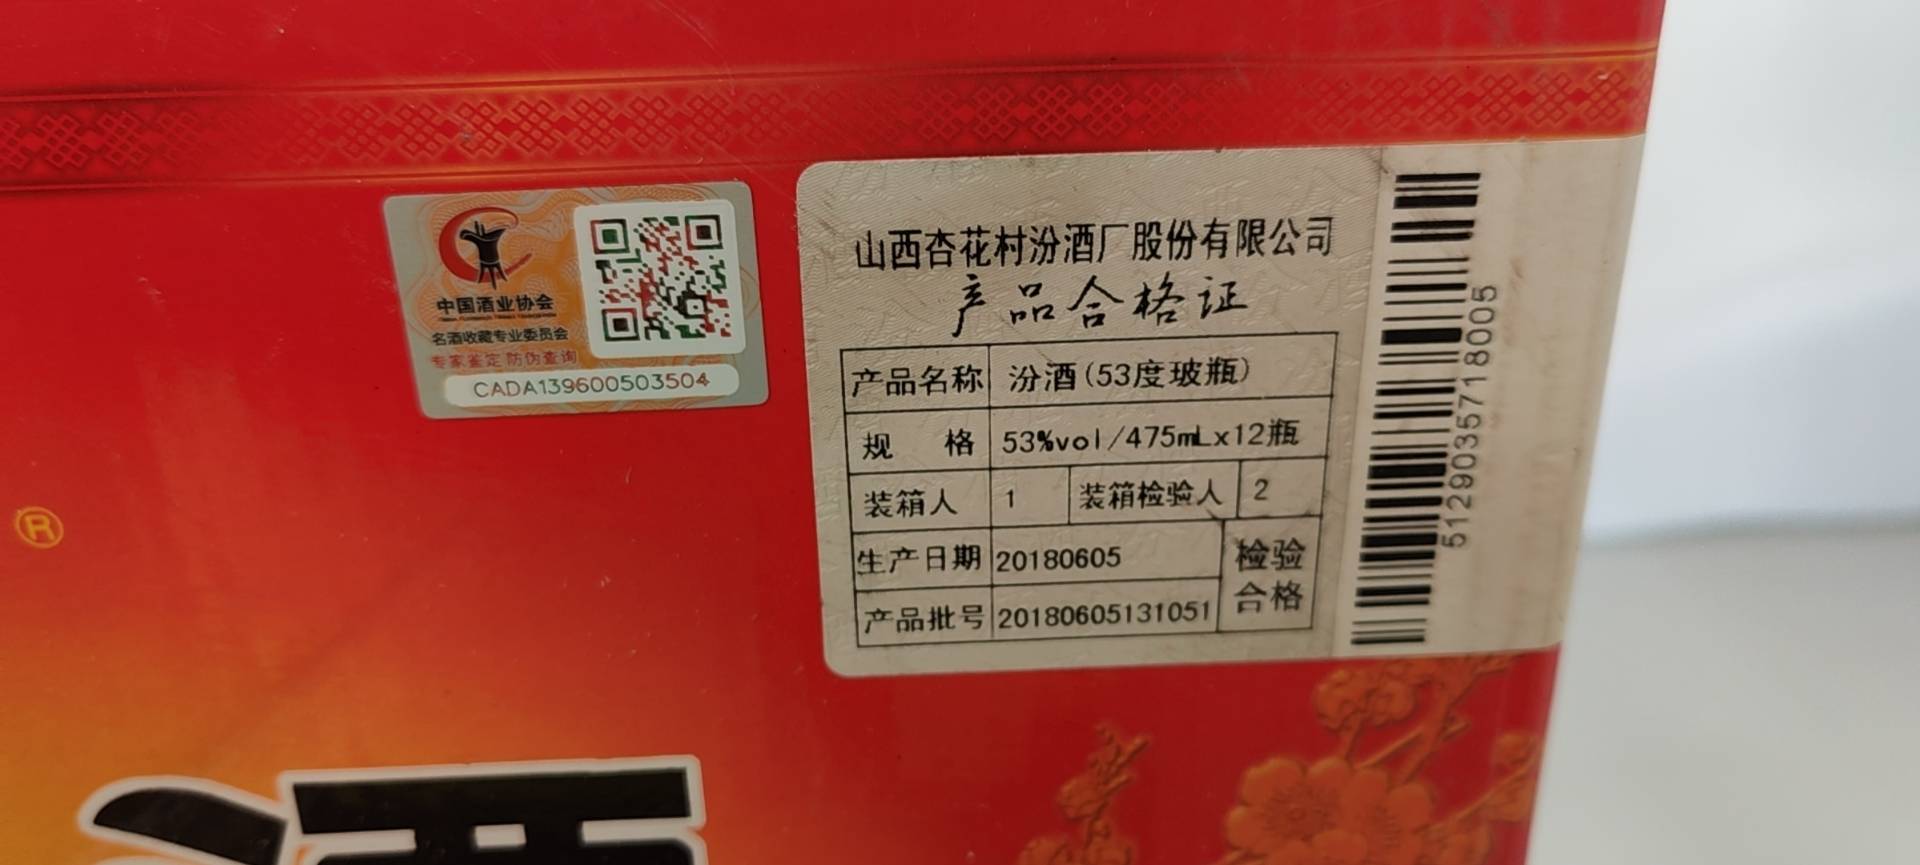 ®
中国酒业协会
名酒收藏专业委员会
专家鉴定 防伪查询
CADA139600503504
山西杏花村汾酒厂股份有限公司
产品合格证
产品名称 汾酒(53度玻瓶)
规 格 53%vol/475mLx12瓶
装箱人 1 装箱检验人 2
生产日期 20180605
检验合格
产品批号 20180605131051
5129035718005